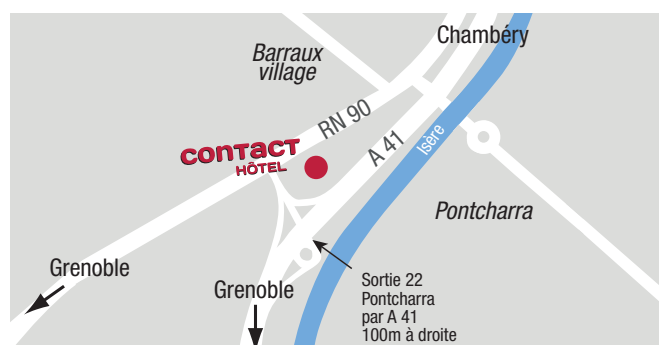 Chambéry
Barraux
village
RN 90
A 41
Isère
CONTACT
HÔTEL
Pontcharra
Grenoble
Grenoble
Sortie 22
Pontcharra
par A 41
100m à droite